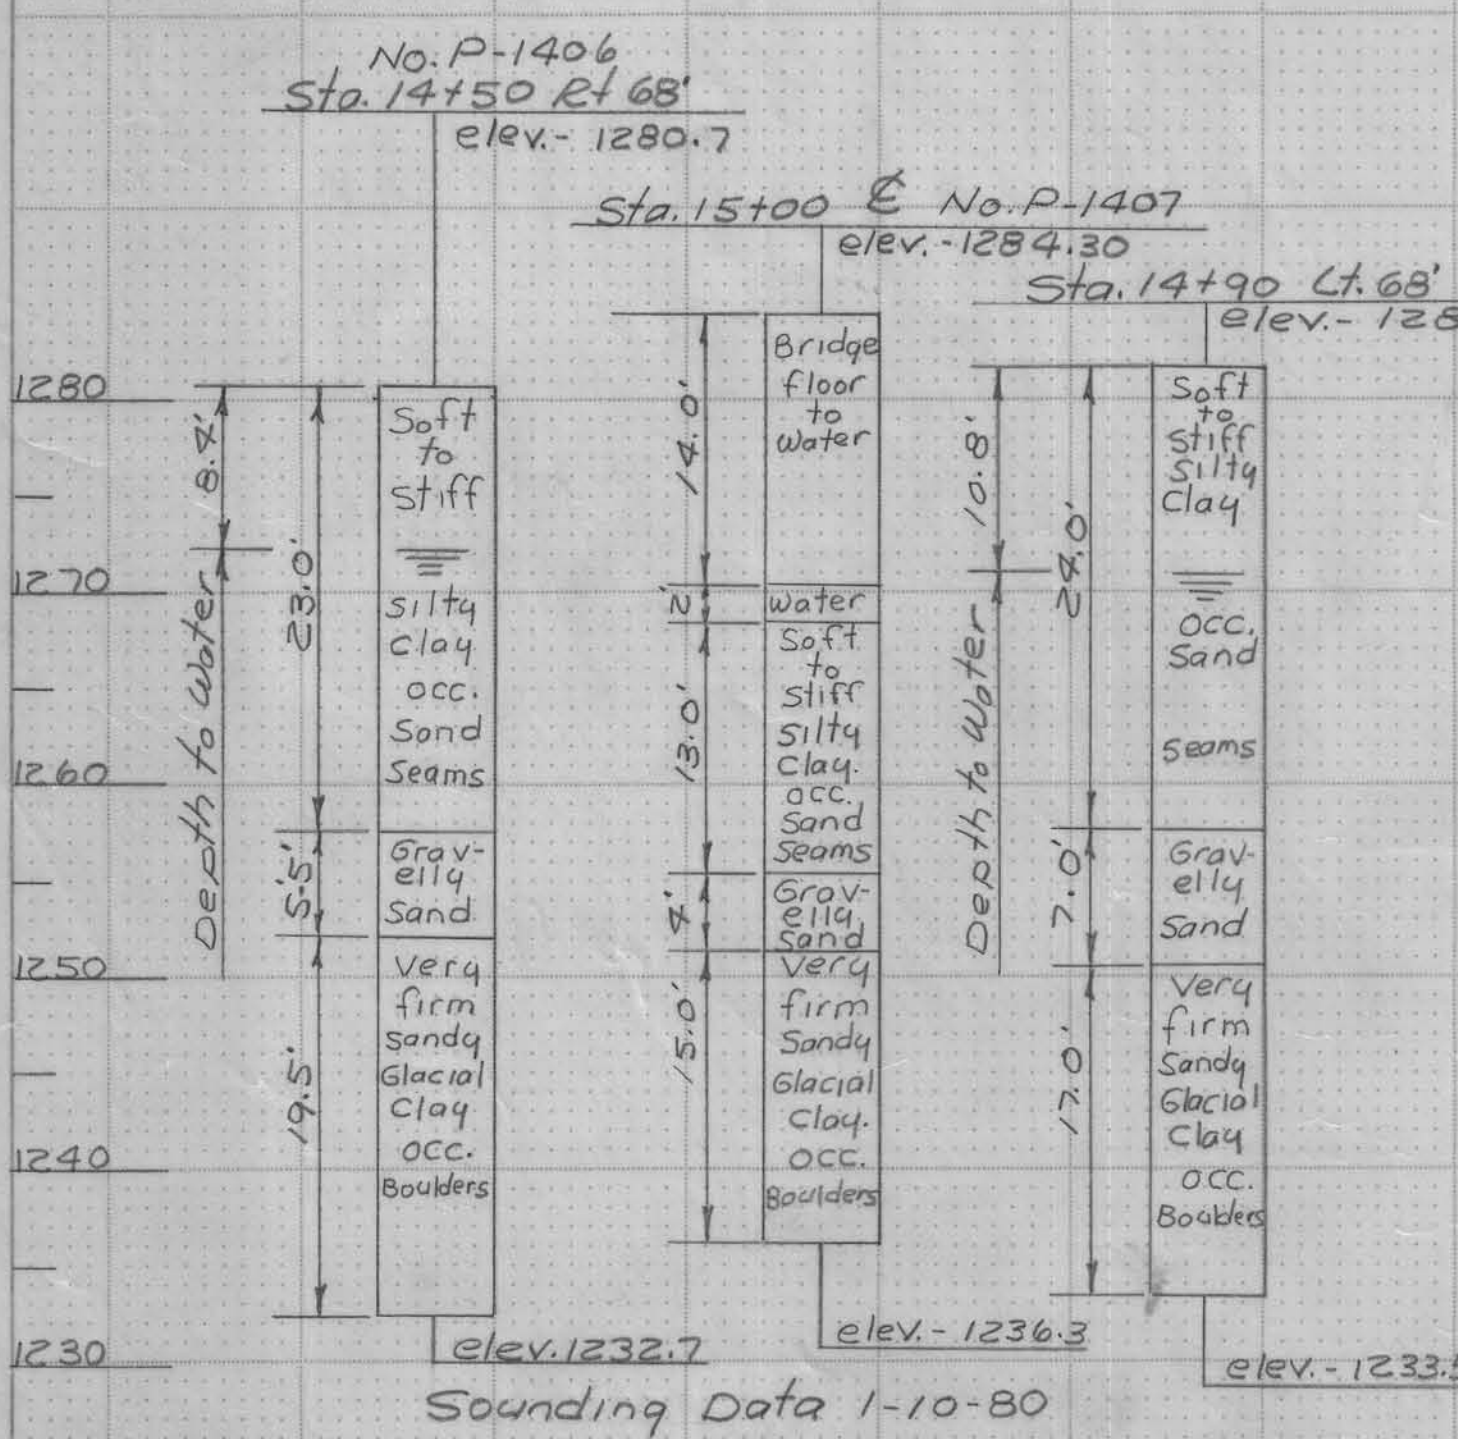 No. P-1406
Sta. 14+50 Rt 68'
elev.- 1280.7
Sta. 15+00 ℄ No. P-1407
elev.-1284.30
Sta. 14+90 Lt. 68'
elev.- 128
1280
1270
1260
1250
1240
1230
8.4'
Depth to Water
23.0'
5.5'
19.5'
Soft
to
Stiff
Silty
Clay
occ.
Sand
Seams
Grav-
elly
Sand
Very
firm
Sandy
Glacial
Clay
occ.
Boulders
elev. 1232.7
14.0'
2'
13.0'
4'
15.0'
Bridge
floor
to
Water
Water
Soft
to
Stiff
Silty
Clay.
occ.
Sand
Seams
Grav-
elly
Sand
Very
firm
Sandy
Glacial
Clay.
occ.
Boulders
elev.- 1236.3
10.8'
Depth to Water
24.0'
7.0'
17.0'
Soft
to
Stiff
Silty
Clay
occ.
Sand
Seams
Grav-
elly
Sand
Very
firm
Sandy
Glacial
Clay
occ.
Boulders
elev.- 1233.5
Sounding Data 1-10-80